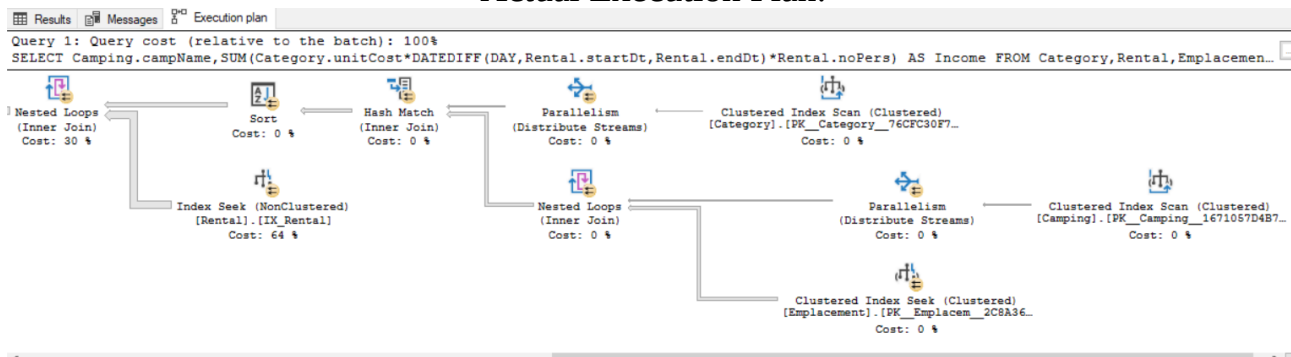 Actual Execution Plan:
Results Messages Execution plan
Query 1: Query cost (relative to the batch): 100%
SELECT Camping.campName,SUM(Category.unitCost*DATEDIFF(DAY,Rental.startDt,Rental.endDt)*Rental.noPers) AS Income FROM Category,Rental,Emplacemen...
Nested Loops
(Inner Join)
Cost: 30 %
Sort
Cost: 0 %
Hash Match
(Inner Join)
Cost: 0 %
Parallelism
(Distribute Streams)
Cost: 0 %
Clustered Index Scan (Clustered)
[Category].[PK__Category__76CFC30F7…
Cost: 0 %
Index Seek (NonClustered)
[Rental].[IX_Rental]
Cost: 64 %
Nested Loops
(Inner Join)
Cost: 0 %
Parallelism
(Distribute Streams)
Cost: 0 %
Clustered Index Scan (Clustered)
[Camping].[PK__Camping__1671057D4B7…
Cost: 0 %
Clustered Index Seek (Clustered)
[Emplacement].[PK__Emplacem__2C8A36…
Cost: 0 %